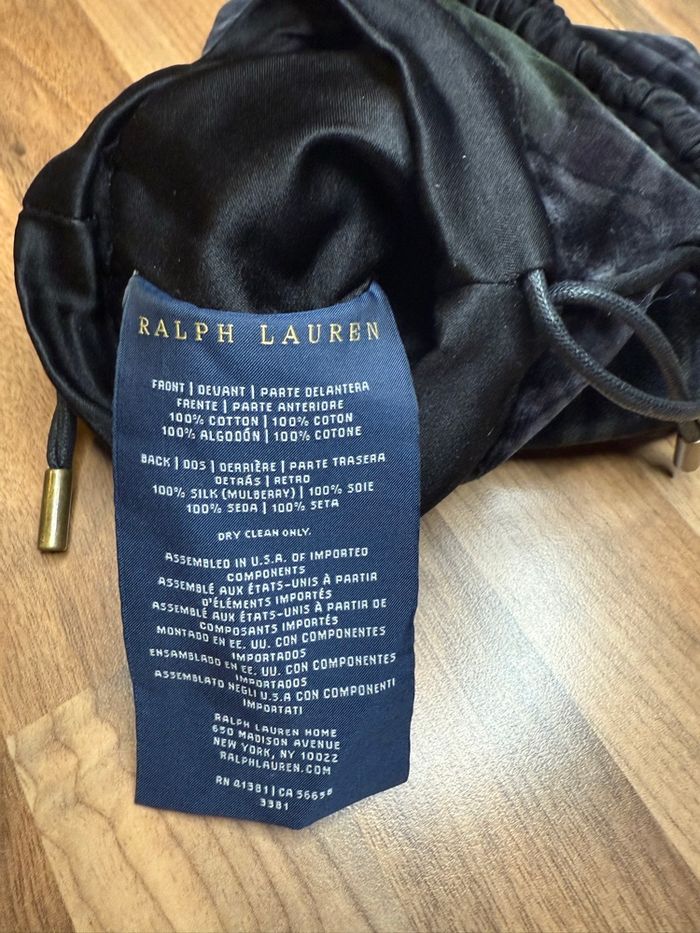 RALPH LAUREN
FRONT | DEVANT | PARTE DELANTERA
FRENTE | PARTE ANTERIORE
100% COTTON | 100% COTON
100% ALGODÓN | 100% COTONE
BACK | DOS | DERRIÈRE | PARTE TRASERA
DETRÁS | RETRO
100% SILK (MULBERRY) | 100% SOIE
100% SEDA | 100% SETA
DRY CLEAN ONLY.
ASSEMBLED IN U.S.A. OF IMPORTED
COMPONENTS
ASSEMBLÉ AUX ÉTATS-UNIS À PARTIR
D'ÉLÉMENTS IMPORTÉS
ASSEMBLÉ AUX ÉTATS-UNIS À PARTIR DE
COMPOSANTS IMPORTÉS
MONTADO EN EE. UU. CON COMPONENTES
IMPORTADOS
ENSAMBLADO EN EE. UU. CON COMPONENTES
IMPORTADOS
ASSEMBLATO NEGLI U.S.A CON COMPONENTI
IMPORTATI
RALPH LAUREN HOME
650 MADISON AVENUE
NEW YORK, NY 10022
RALPHLAUREN.COM
RN 41381 | CA 56658
3381